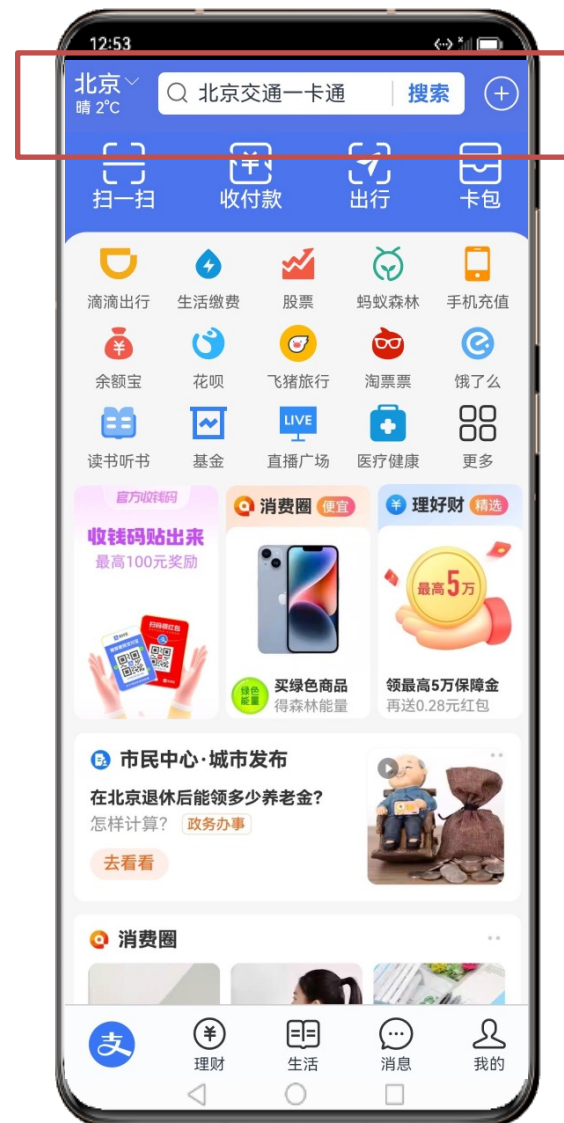 12:53
北京
晴 2°C
北京交通一卡通
搜索
扫一扫
收付款
出行
卡包
滴滴出行
生活缴费
股票
蚂蚁森林
手机充值
余额宝
花呗
飞猪旅行
淘票票
饿了么
LIVE
读书听书
基金
直播广场
医疗健康
更多
官方收钱码
收钱码贴出来
最高100元奖励
扫码领红包
消费圈 便宜
绿色能量
买绿色商品
得森林能量
理好财 精选
最高5万
领最高5万保障金
再送0.28元红包
市民中心·城市发布
在北京退休后能领多少养老金?
怎样计算? 政务办事
去看看
消费圈
支
理财
生活
消息
我的